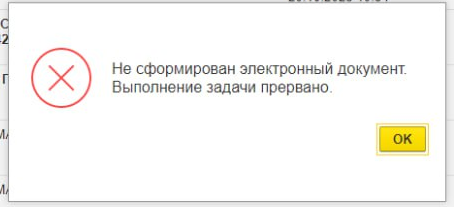 Не сформирован электронный документ.
Выполнение задачи прервано.
OK